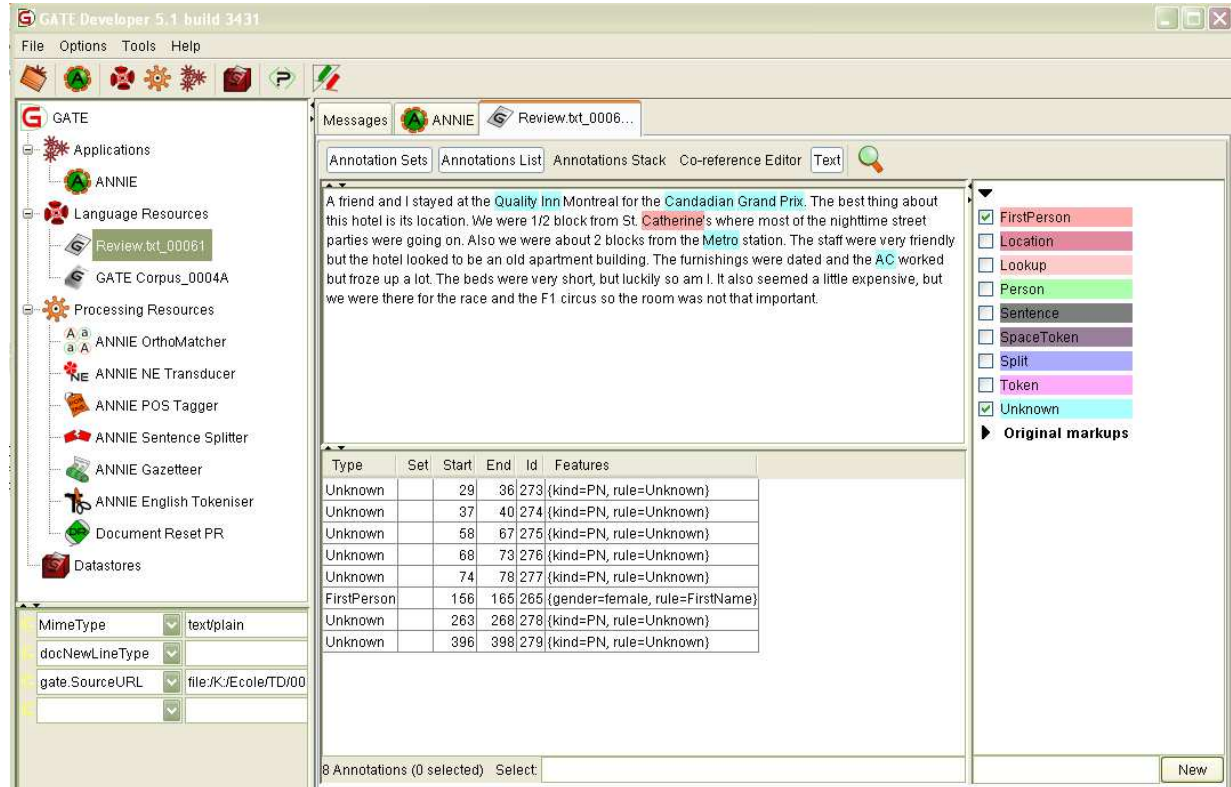 GATE Developer 5.1 build 3431
File Options Tools Help
GATE
Applications
ANNIE
Language Resources
Review.txt_00061
GATE Corpus_0004A
Processing Resources
ANNIE OrthoMatcher
ANNIE NE Transducer
ANNIE POS Tagger
ANNIE Sentence Splitter
ANNIE Gazetteer
ANNIE English Tokeniser
Document Reset PR
Datastores
MimeType text/plain
docNewLineType
gate.SourceURL file:/K:/Ecole/TD/00
Messages ANNIE Review.txt_0006...
Annotation Sets Annotations List Annotations Stack Co-reference Editor Text
A friend and I stayed at the Quality Inn Montreal for the Candadian Grand Prix. The best thing about
this hotel is its location. We were 1/2 block from St. Catherine's where most of the nighttime street
parties were going on. Also we were about 2 blocks from the Metro station. The staff were very friendly
but the hotel looked to be an old apartment building. The furnishings were dated and the AC worked
but froze up a lot. The beds were very short, but luckily so am I. It also seemed a little expensive, but
we were there for the race and the F1 circus so the room was not that important.
Type Set Start End Id Features
Unknown 29 36 273 {kind=PN, rule=Unknown}
Unknown 37 40 274 {kind=PN, rule=Unknown}
Unknown 58 67 275 {kind=PN, rule=Unknown}
Unknown 68 73 276 {kind=PN, rule=Unknown}
Unknown 74 78 277 {kind=PN, rule=Unknown}
FirstPerson 156 165 265 {gender=female, rule=FirstName}
Unknown 263 268 278 {kind=PN, rule=Unknown}
Unknown 396 398 279 {kind=PN, rule=Unknown}
8 Annotations (0 selected) Select:
FirstPerson
Location
Lookup
Person
Sentence
SpaceToken
Split
Token
Unknown
Original markups
New